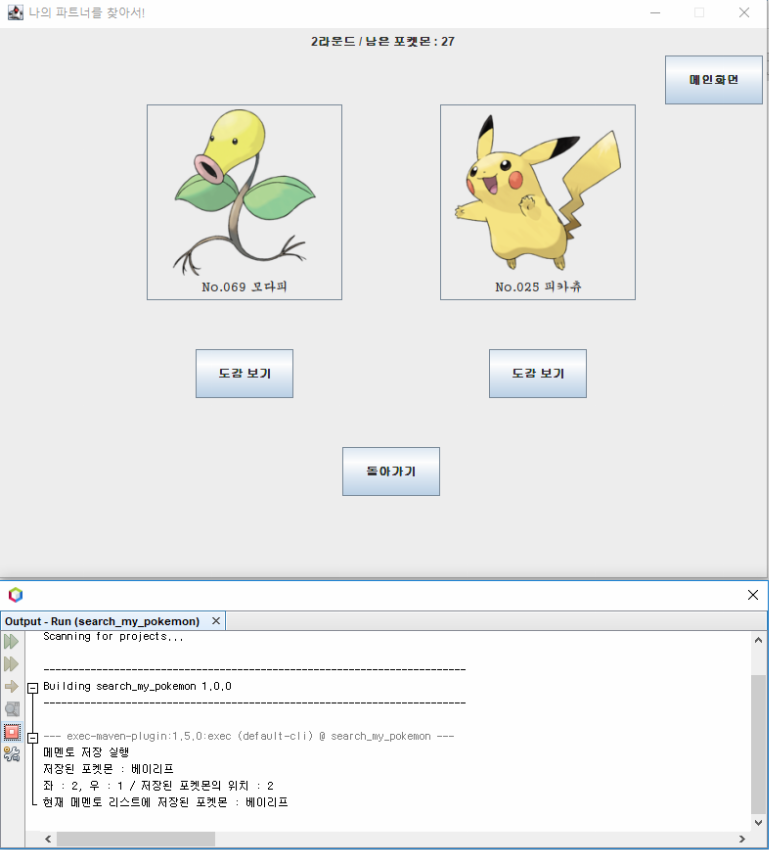 나의 파트너를 찾아서!
2라운드 / 남은 포켓몬 : 27
메인화면
No.069 모다피
No.025 피카츄
도감 보기
도감 보기
돌아가기
Output - Run (search_my_pokemon)
Scanning for projects...
------------------------------------------------------------------------
Building search_my_pokemon 1.0.0
------------------------------------------------------------------------
--- exec-maven-plugin:1.5.0:exec (default-cli) @ search_my_pokemon ---
메멘토 저장 실행
저장된 포켓몬 : 베이리프
좌 : 2, 우 : 1 / 저장된 포켓몬의 위치 : 2
현재 메멘토 리스트에 저장된 포켓몬 : 베이리프